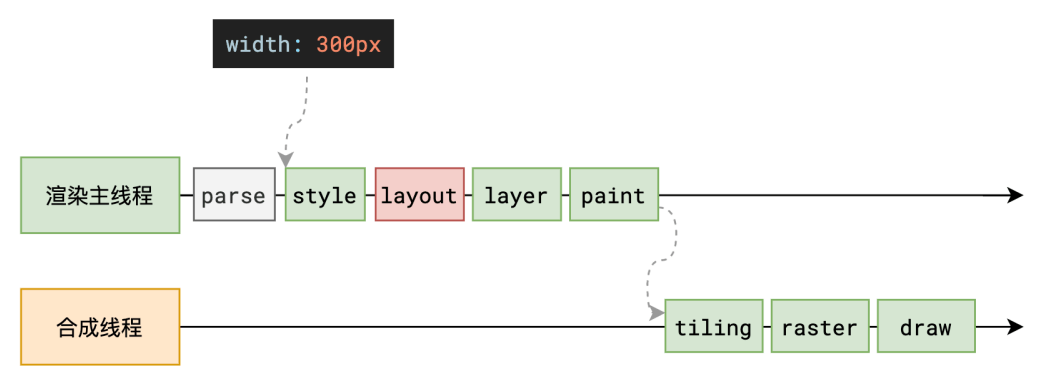 width: 300px
渲染主线程
parse
style
layout
layer
paint
合成线程
tiling
raster
draw